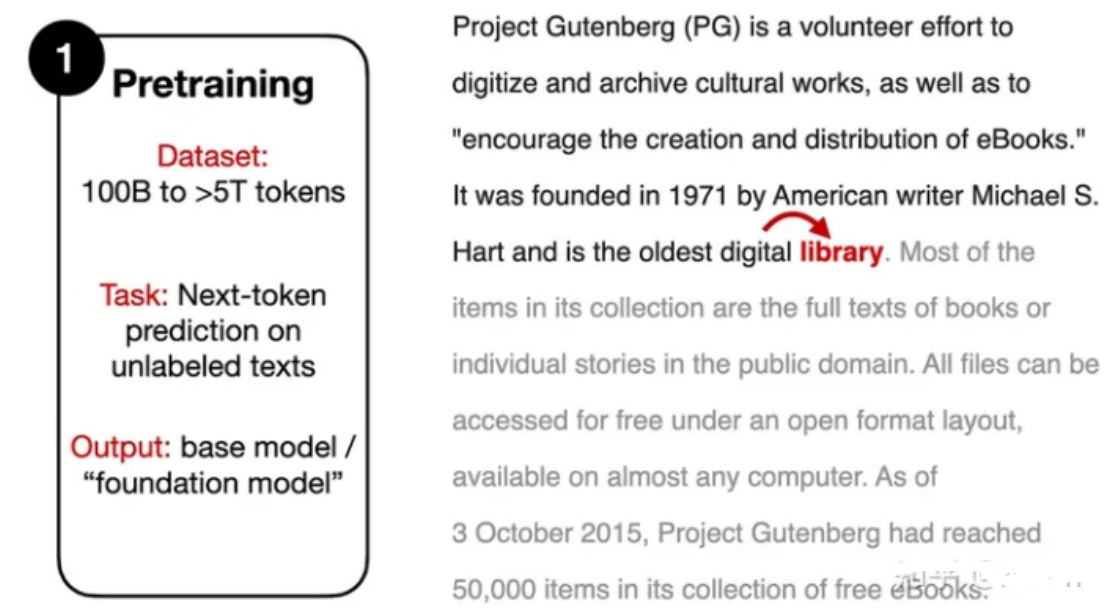 1
Pretraining
Dataset:
100B to >5T tokens
Task: Next-token
prediction on
unlabeled texts
Output: base model /
“foundation model”
Project Gutenberg (PG) is a volunteer effort to
digitize and archive cultural works, as well as to
"encourage the creation and distribution of eBooks."
It was founded in 1971 by American writer Michael S.
Hart and is the oldest digital library. Most of the
items in its collection are the full texts of books or
individual stories in the public domain. All files can be
accessed for free under an open format layout,
available on almost any computer. As of
3 October 2015, Project Gutenberg had reached
50,000 items in its collection of free eBooks.